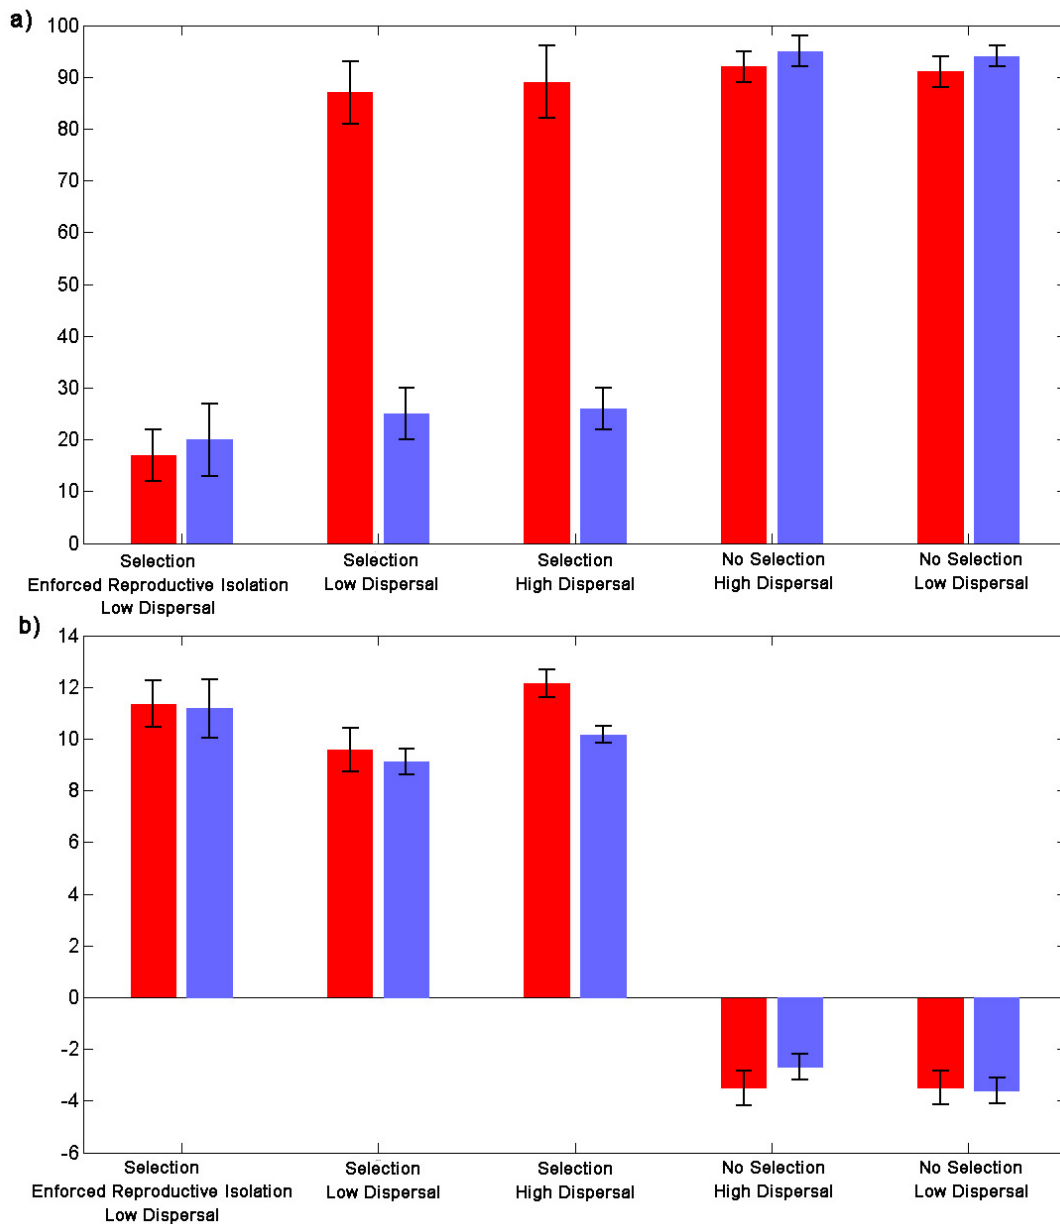 a)
100
90
80
70
60
50
40
30
20
10
0
Selection
Enforced Reproductive Isolation
Low Dispersal
Selection
Low Dispersal
Selection
High Dispersal
No Selection
High Dispersal
No Selection
Low Dispersal
b)
14
12
10
8
6
4
2
0
-2
-4
-6
Selection
Enforced Reproductive Isolation
Low Dispersal
Selection
Low Dispersal
Selection
High Dispersal
No Selection
High Dispersal
No Selection
Low Dispersal